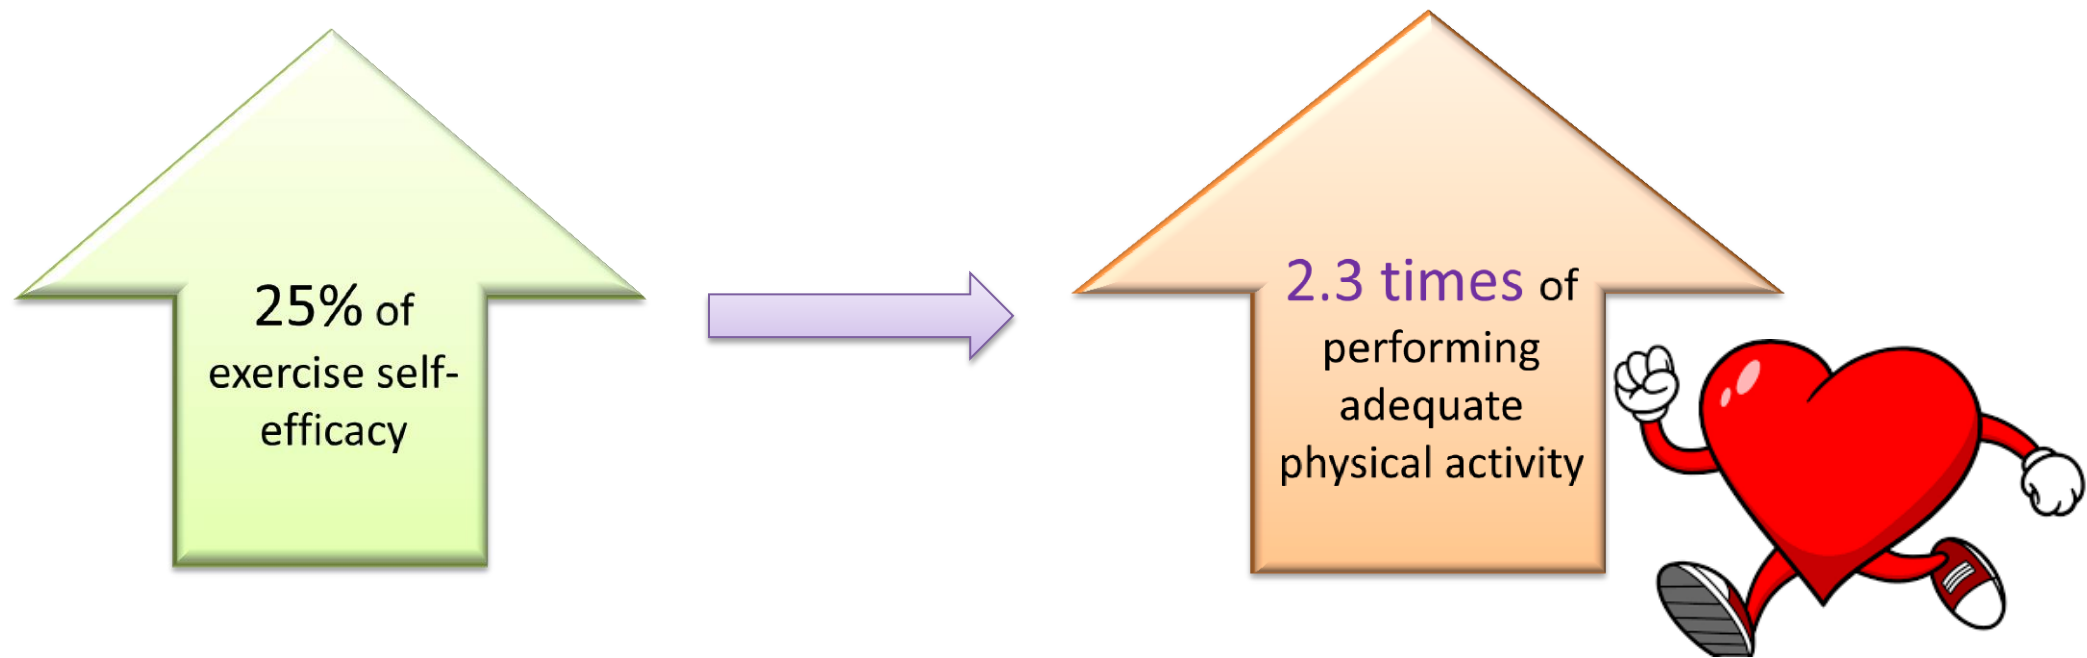 25% of
exercise self-
efficacy
2.3 times of
performing
adequate
physical activity